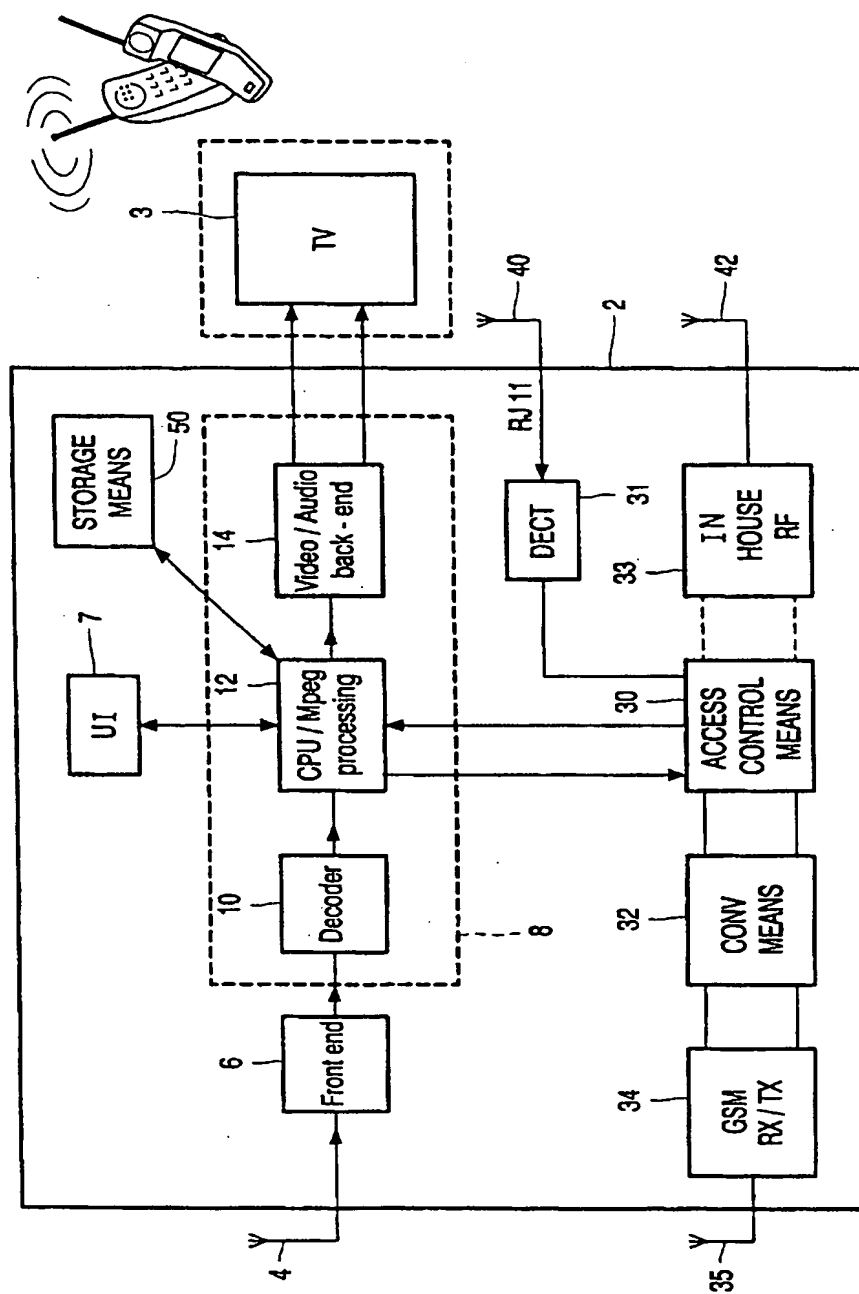 3
TV
40
2
42
STORAGE
MEANS
50
7
UI
14
Video / Audio
back - end
RJ 11
31
DECT
33
IN
HOUSE
RF
12
CPU / Mpeg
processing
30
ACCESS
CONTROL
MEANS
10
Decoder
8
32
CONV
MEANS
6
Front end
34
GSM
RX / TX
4
35